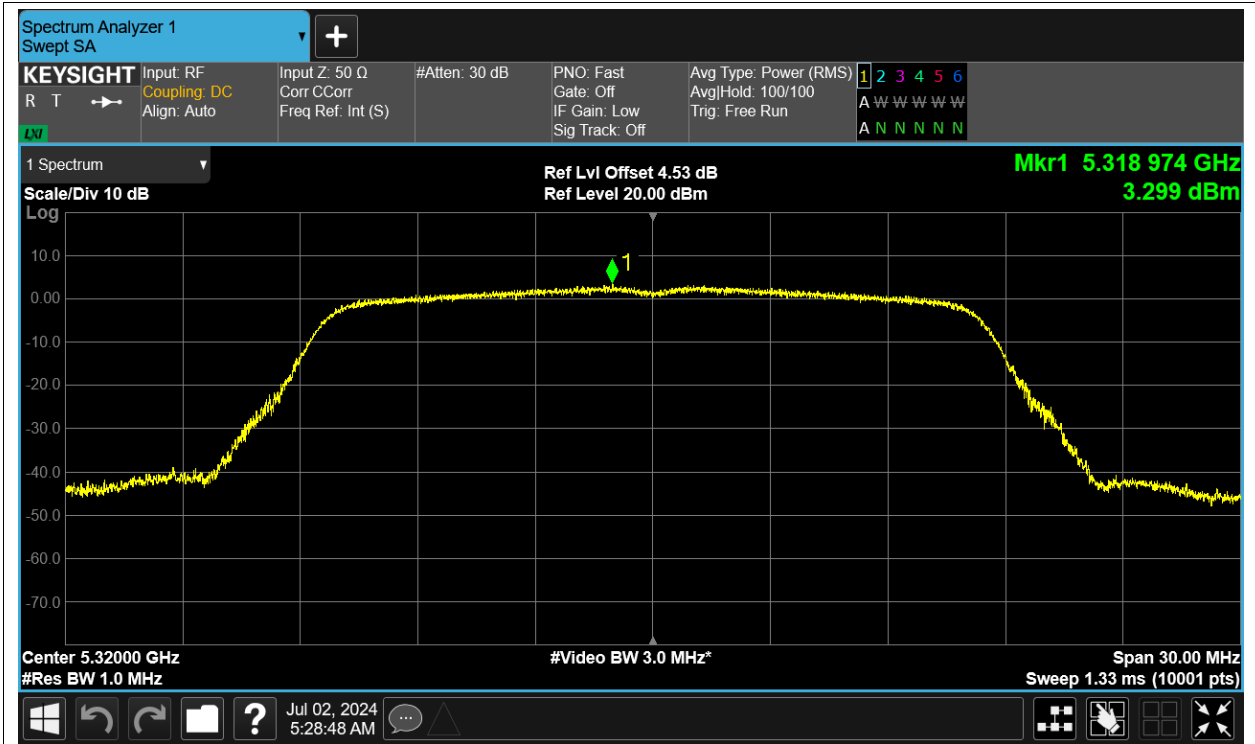 Spectrum Analyzer 1
Swept SA
KEYSIGHT
R T
LXI
Input: RF
Coupling: DC
Align: Auto
Input Z: 50 Ω
Corr CCorr
Freq Ref: Int (S)
#Atten: 30 dB
PNO: Fast
Gate: Off
IF Gain: Low
Sig Track: Off
Avg Type: Power (RMS)
Avg|Hold: 100/100
Trig: Free Run
1 2 3 4 5 6
A W W W W W
A N N N N N
1 Spectrum
Scale/Div 10 dB
Log
Ref Lvl Offset 4.53 dB
Ref Level 20.00 dBm
Mkr1 5.318 974 GHz
3.299 dBm
1
10.0
0.00
-10.0
-20.0
-30.0
-40.0
-50.0
-60.0
-70.0
Center 5.32000 GHz
#Res BW 1.0 MHz
#Video BW 3.0 MHz*
Span 30.00 MHz
Sweep 1.33 ms (10001 pts)
?
Jul 02, 2024
5:28:48 AM